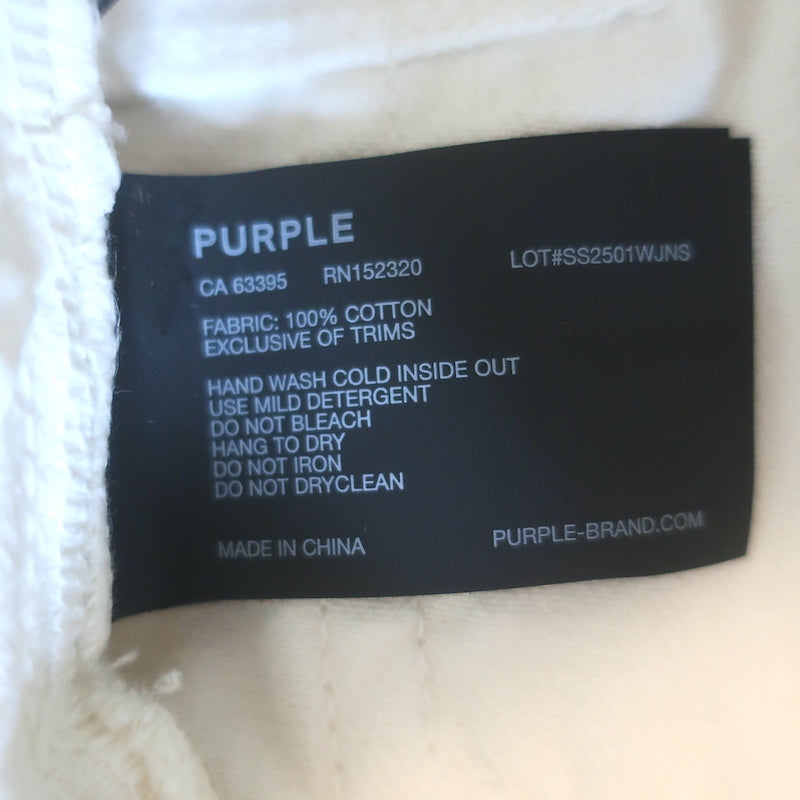 PURPLE
CA 63395 RN152320 LOT#SS2501WJNS
FABRIC: 100% COTTON
EXCLUSIVE OF TRIMS
HAND WASH COLD INSIDE OUT
USE MILD DETERGENT
DO NOT BLEACH
HANG TO DRY
DO NOT IRON
DO NOT DRYCLEAN
MADE IN CHINA PURPLE-BRAND.COM